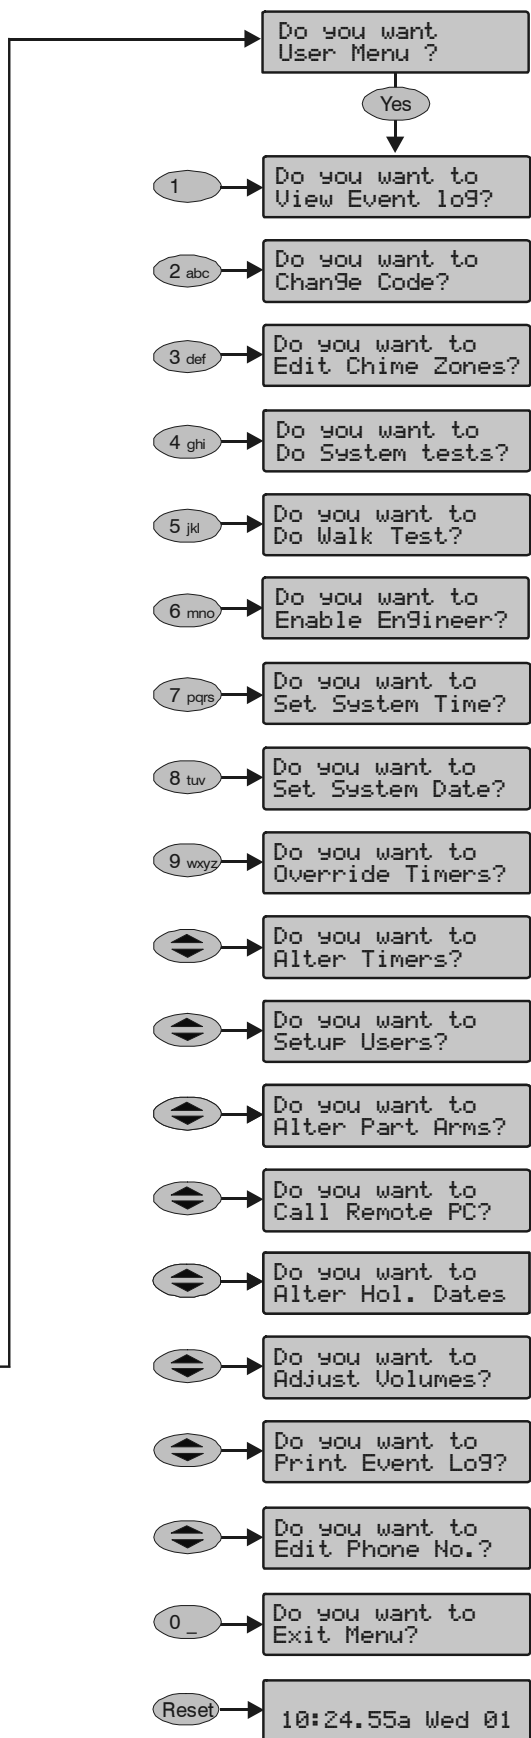 Do you want
User Menu ?
Yes
1
Do you want to
View Event log?
2 abc
Do you want to
Change Code?
3 def
Do you want to
Edit Chime Zones?
4 ghi
Do you want to
Do System tests?
5 jkl
Do you want to
Do Walk Test?
6 mno
Do you want to
Enable Engineer?
7 pqrs
Do you want to
Set System Time?
8 tuv
Do you want to
Set System Date?
9 wxyz
Do you want to
Override Timers?
Do you want to
Alter Timers?
Do you want to
Setup Users?
Do you want to
Alter Part Arms?
Do you want to
Call Remote PC?
Do you want to
Alter Hol. Dates
Do you want to
Adjust Volumes?
Do you want to
Print Event Log?
Do you want to
Edit Phone No.?
0 _
Do you want to
Exit Menu?
Reset
10:24.55a Wed 01